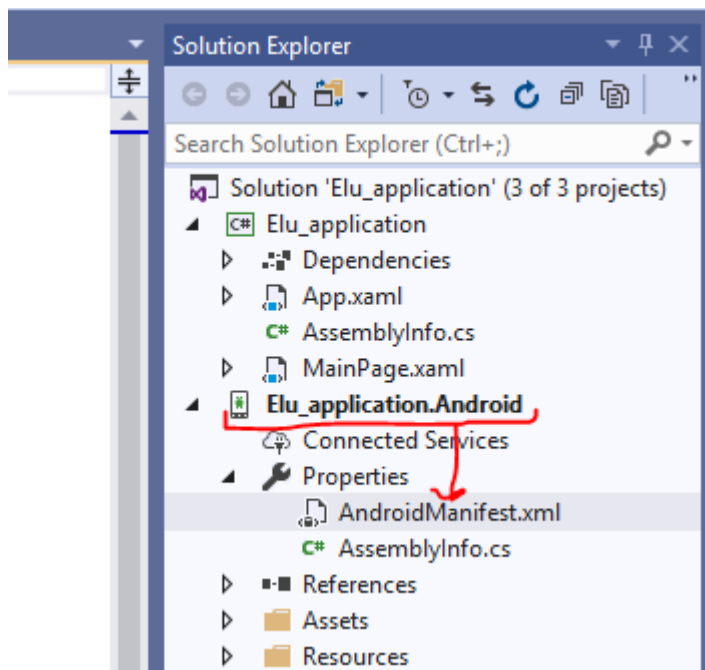 Solution Explorer
Search Solution Explorer (Ctrl+;)
Solution 'Elu_application' (3 of 3 projects)
C# Elu_application
Dependencies
App.xaml
C# AssemblyInfo.cs
MainPage.xaml
Elu_application.Android
Connected Services
Properties
AndroidManifest.xml
C# AssemblyInfo.cs
References
Assets
Resources